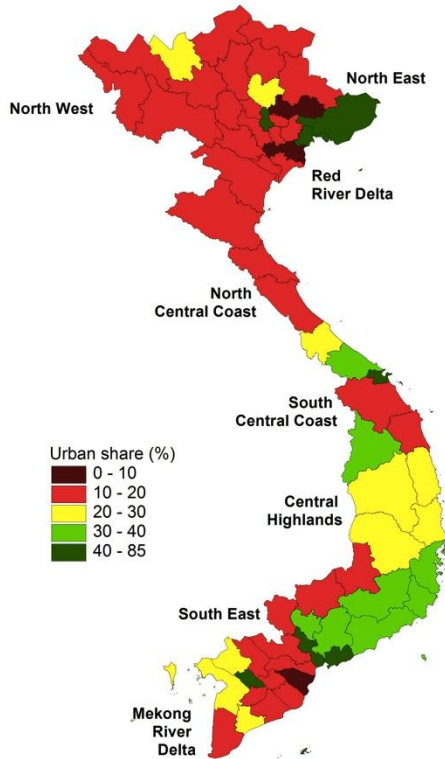 North East
North West
Red
River Delta
North
Central Coast
South
Central Coast
Urban share (%)
0 - 10
10 - 20
20 - 30
30 - 40
40 - 85
Central
Highlands
South East
Mekong
River
Delta